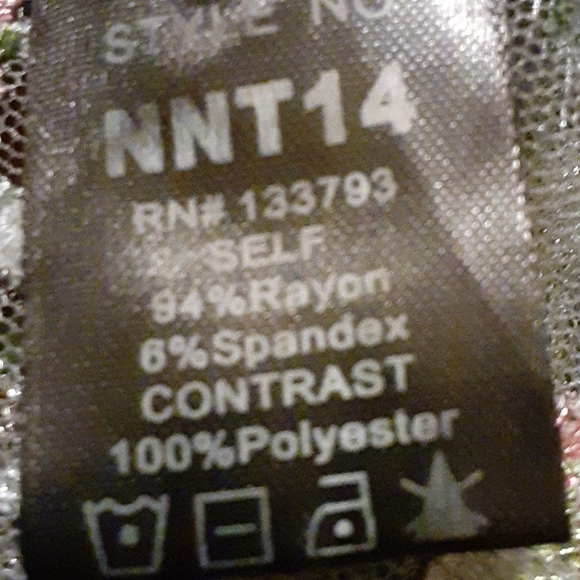 STYLE NO
NNT14
RN# 133793
SELF
94%Rayon
6%Spandex
CONTRAST
100%Polyester